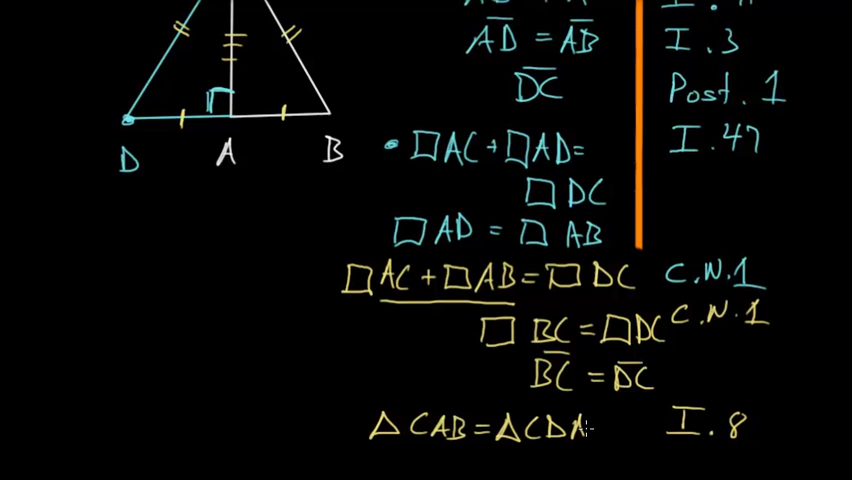 D A B
AD = AB I.3
DC Post. 1
• □AC + □AD = I.47
□ DC
□ AD = □ AB
□ AC + □ AB = □ DC C.N.1
□ BC = □ DC C.N.1
BC = DC
△ CAB = △ CDA I.8